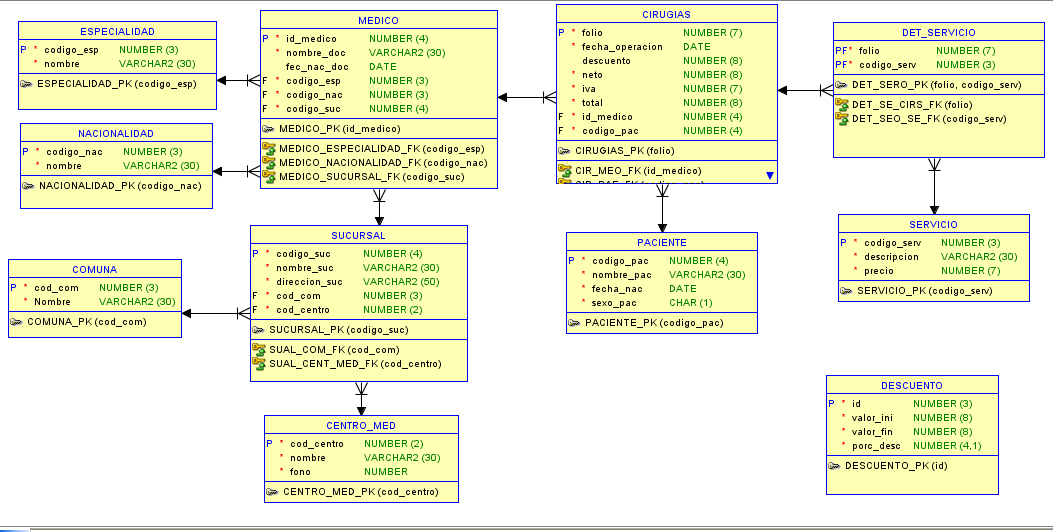 ESPECIALIDAD
P * codigo_esp NUMBER (3)
* nombre VARCHAR2 (30)
ESPECIALIDAD_PK (codigo_esp)
NACIONALIDAD
P * codigo_nac NUMBER (3)
* nombre VARCHAR2 (30)
NACIONALIDAD_PK (codigo_nac)
COMUNA
P * cod_com NUMBER (3)
* Nombre VARCHAR2 (30)
COMUNA_PK (cod_com)
MEDICO
P * id_medico NUMBER (4)
* nombre_doc VARCHAR2 (30)
fec_nac_doc DATE
F * codigo_esp NUMBER (3)
F * codigo_nac NUMBER (3)
F * codigo_suc NUMBER (4)
MEDICO_PK (id_medico)
MEDICO_ESPECIALIDAD_FK (codigo_esp)
MEDICO_NACIONALIDAD_FK (codigo_nac)
MEDICO_SUCURSAL_FK (codigo_suc)
SUCURSAL
P * codigo_suc NUMBER (4)
* nombre_suc VARCHAR2 (30)
* direccion_suc VARCHAR2 (50)
F * cod_com NUMBER (3)
F * cod_centro NUMBER (2)
SUCURSAL_PK (codigo_suc)
SUAL_COM_FK (cod_com)
SUAL_CENT_MED_FK (cod_centro)
CENTRO_MED
P * cod_centro NUMBER (2)
* nombre VARCHAR2 (30)
* fono NUMBER
CENTRO_MED_PK (cod_centro)
CIRUGIAS
P * folio NUMBER (7)
* fecha_operacion DATE
descuento NUMBER (8)
* neto NUMBER (8)
* iva NUMBER (7)
* total NUMBER (8)
F * id_medico NUMBER (4)
F * codigo_pac NUMBER (4)
CIRUGIAS_PK (folio)
CIR_MEO_FK (id_medico)
PACIENTE
P * codigo_pac NUMBER (4)
* nombre_pac VARCHAR2 (30)
* fecha_nac DATE
* sexo_pac CHAR (1)
PACIENTE_PK (codigo_pac)
DET_SERVICIO
PF* folio NUMBER (7)
PF* codigo_serv NUMBER (3)
DET_SERO_PK (folio, codigo_serv)
DET_SE_CIRS_FK (folio)
DET_SEO_SE_FK (codigo_serv)
SERVICIO
P * codigo_serv NUMBER (3)
* descripcion VARCHAR2 (30)
* precio NUMBER (7)
SERVICIO_PK (codigo_serv)
DESCUENTO
P * id NUMBER (3)
* valor_ini NUMBER (8)
* valor_fin NUMBER (8)
* porc_desc NUMBER (4,1)
DESCUENTO_PK (id)